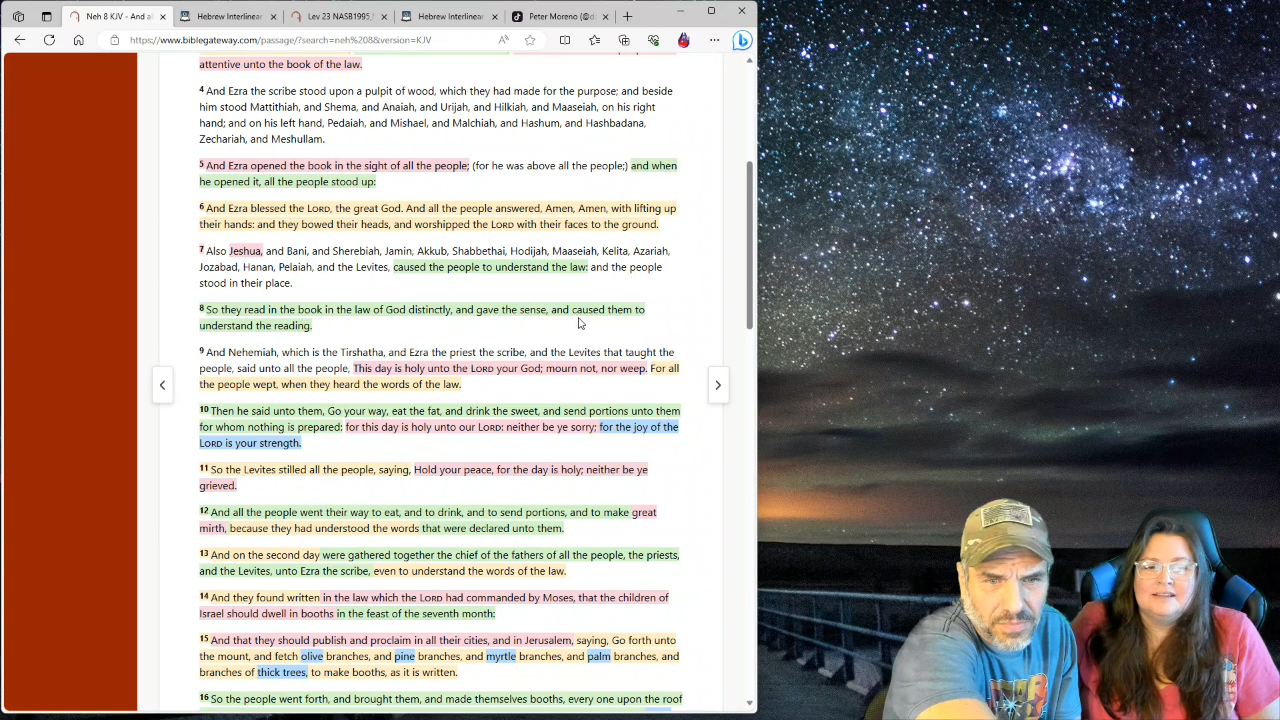 Neh 8 KJV - And al
Hebrew Interlinea
Lev 23 NASB1995,
Hebrew Interlinea
Peter Moreno (@d
https://www.biblegateway.com/passage/?search=neh%208&version=KJV
attentive unto the book of the law.
4 And Ezra the scribe stood upon a pulpit of wood, which they had made for the purpose; and beside
him stood Mattithiah, and Shema, and Anaiah, and Urijah, and Hilkiah, and Maaseiah, on his right
hand; and on his left hand, Pedaiah, and Mishael, and Malchiah, and Hashum, and Hashbadana,
Zechariah, and Meshullam.
5 And Ezra opened the book in the sight of all the people; (for he was above all the people;) and when
he opened it, all the people stood up:
6 And Ezra blessed the LORD, the great God. And all the people answered, Amen, Amen, with lifting up
their hands: and they bowed their heads, and worshipped the LORD with their faces to the ground.
7 Also Jeshua, and Bani, and Sherebiah, Jamin, Akkub, Shabbethai, Hodijah, Maaseiah, Kelita, Azariah,
Jozabad, Hanan, Pelaiah, and the Levites, caused the people to understand the law: and the people
stood in their place.
8 So they read in the book in the law of God distinctly, and gave the sense, and caused them to
understand the reading.
9 And Nehemiah, which is the Tirshatha, and Ezra the priest the scribe, and the Levites that taught the
people, said unto all the people, This day is holy unto the LORD your God; mourn not, nor weep. For all
the people wept, when they heard the words of the law.
10 Then he said unto them, Go your way, eat the fat, and drink the sweet, and send portions unto them
for whom nothing is prepared: for this day is holy unto our LORD: neither be ye sorry; for the joy of the
LORD is your strength.
11 So the Levites stilled all the people, saying, Hold your peace, for the day is holy; neither be ye
grieved.
12 And all the people went their way to eat, and to drink, and to send portions, and to make great
mirth, because they had understood the words that were declared unto them.
13 And on the second day were gathered together the chief of the fathers of all the people, the priests,
and the Levites, unto Ezra the scribe, even to understand the words of the law.
14 And they found written in the law which the LORD had commanded by Moses, that the children of
Israel should dwell in booths in the feast of the seventh month:
15 And that they should publish and proclaim in all their cities, and in Jerusalem, saying, Go forth unto
the mount, and fetch olive branches, and pine branches, and myrtle branches, and palm branches, and
branches of thick trees, to make booths, as it is written.
16 So the people went forth, and brought them, and made themselves booths, every one upon the roof